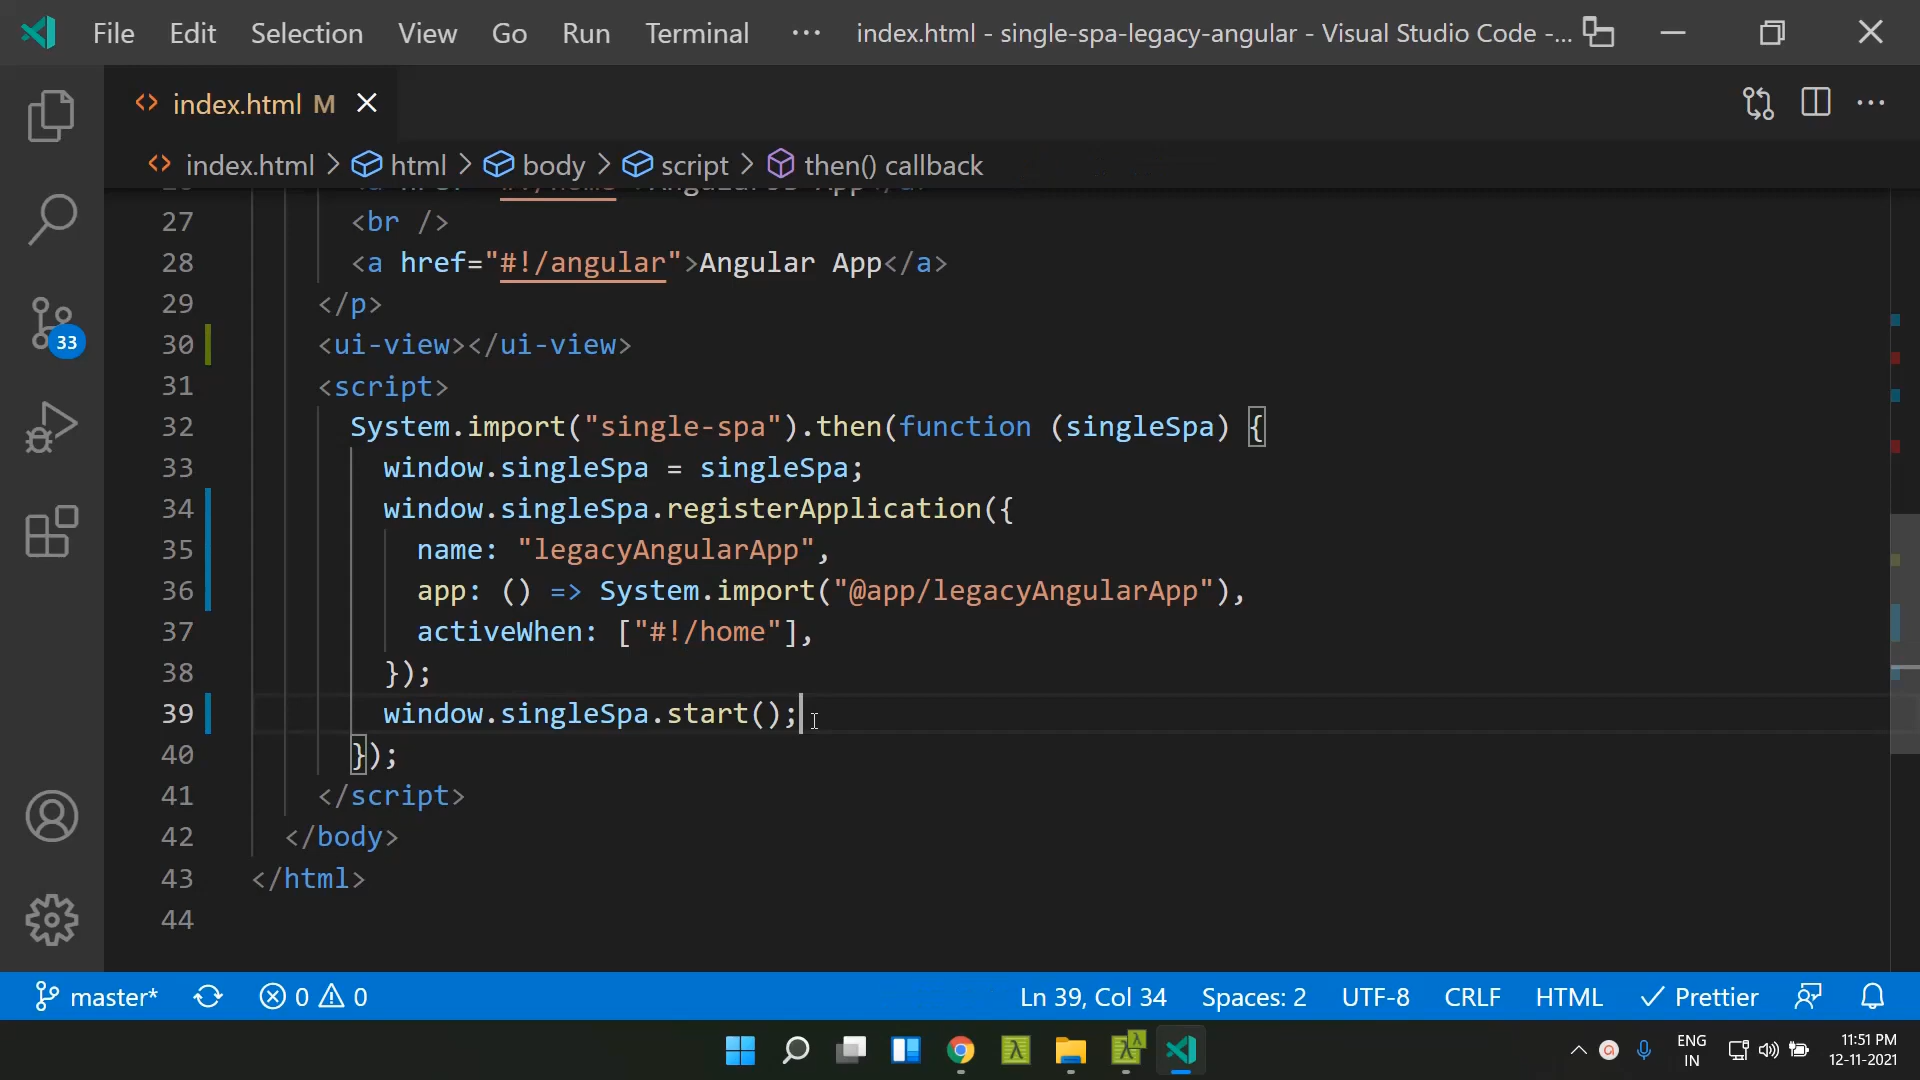 File Edit Selection View Go Run Terminal ··· index.html - single-spa-legacy-angular - Visual Studio Code -...
index.html M
index.html > html > body > script > then() callback
27 <br />
28 <a href="#!/angular">Angular App</a>
29 </p>
30 <ui-view></ui-view>
31 <script>
32 System.import("single-spa").then(function (singleSpa) {
33 window.singleSpa = singleSpa;
34 window.singleSpa.registerApplication({
35 name: "legacyAngularApp",
36 app: () => System.import("@app/legacyAngularApp"),
37 activeWhen: ["#!/home"],
38 });
39 window.singleSpa.start();
40 });
41 </script>
42 </body>
43 </html>
44
33
master* 0 0 Ln 39, Col 34 Spaces: 2 UTF-8 CRLF HTML Prettier
ENG
IN
11:51 PM
12-11-2021